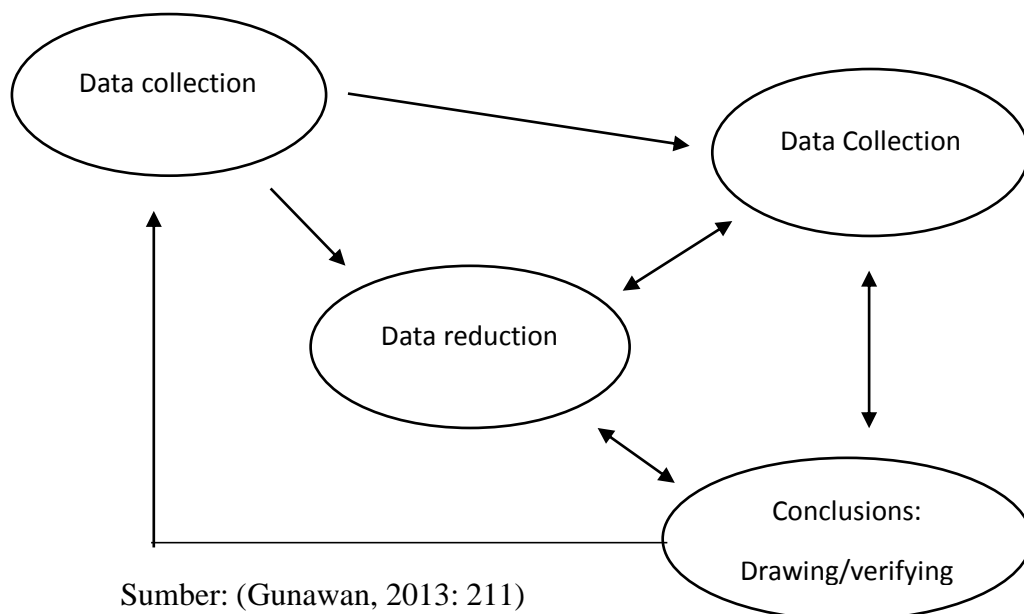 Data collection
Data Collection
Data reduction
Conclusions:
Drawing/verifying
Sumber: (Gunawan, 2013: 211)